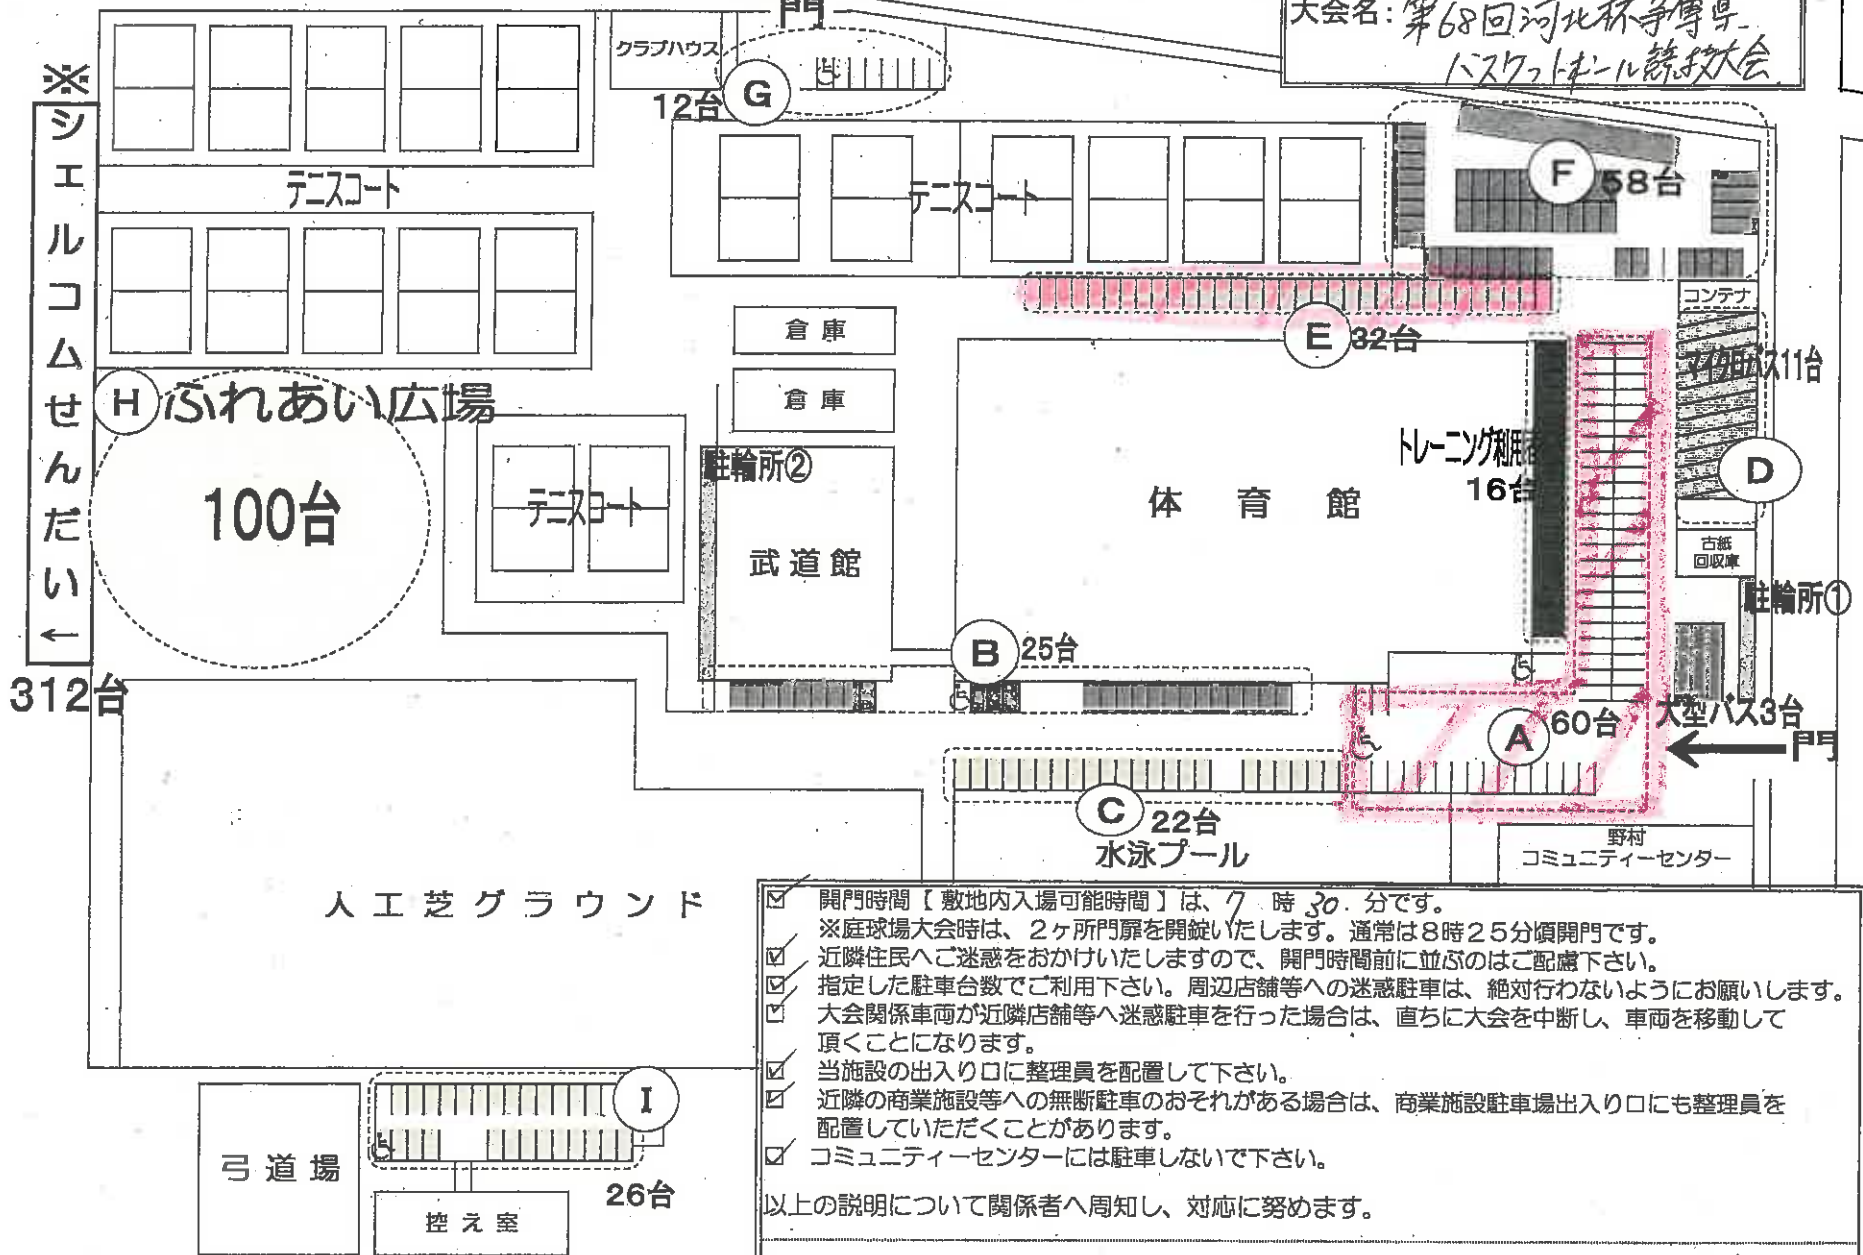 門
大会名: 第68回河北杯争奪県
バスケットボール競技大会
クラブハウス
G
12台
※
シェルコムせんだい
←
312台
テニスコート
テニスコート
F
58台
コンテナ
E
32台
マイクロバス11台
倉庫
倉庫
H
ふれあい広場
100台
テニスコート
駐輪所②
武道館
体育館
トレーニング利用者
16台
D
古紙
回収庫
駐輪所①
B
25台
A
60台
大型バス3台
← 門
C
22台
水泳プール
野村
コミュニティーセンター
人工芝グラウンド
☑ 開門時間【敷地内入場可能時間】は、7時30分です。
※庭球場大会時は、2ヶ所門扉を開錠いたします。通常は8時25分頃開門です。
☑ 近隣住民へご迷惑をおかけいたしますので、開門時間前に並ぶのはご配慮下さい。
☑ 指定した駐車台数でご利用下さい。周辺店舗等への迷惑駐車は、絶対行わないようにお願いします。
☑ 大会関係車両が近隣店舗等へ迷惑駐車を行った場合は、直ちに大会を中断し、車両を移動して
頂くことになります。
☑ 当施設の出入り口に整理員を配置して下さい。
☑ 近隣の商業施設等への無断駐車のおそれがある場合は、商業施設駐車場出入り口にも整理員を
配置していただくことがあります。
☑ コミュニティーセンターには駐車しないで下さい。
以上の説明について関係者へ周知し、対応に努めます。
I
26台
弓道場
控え室